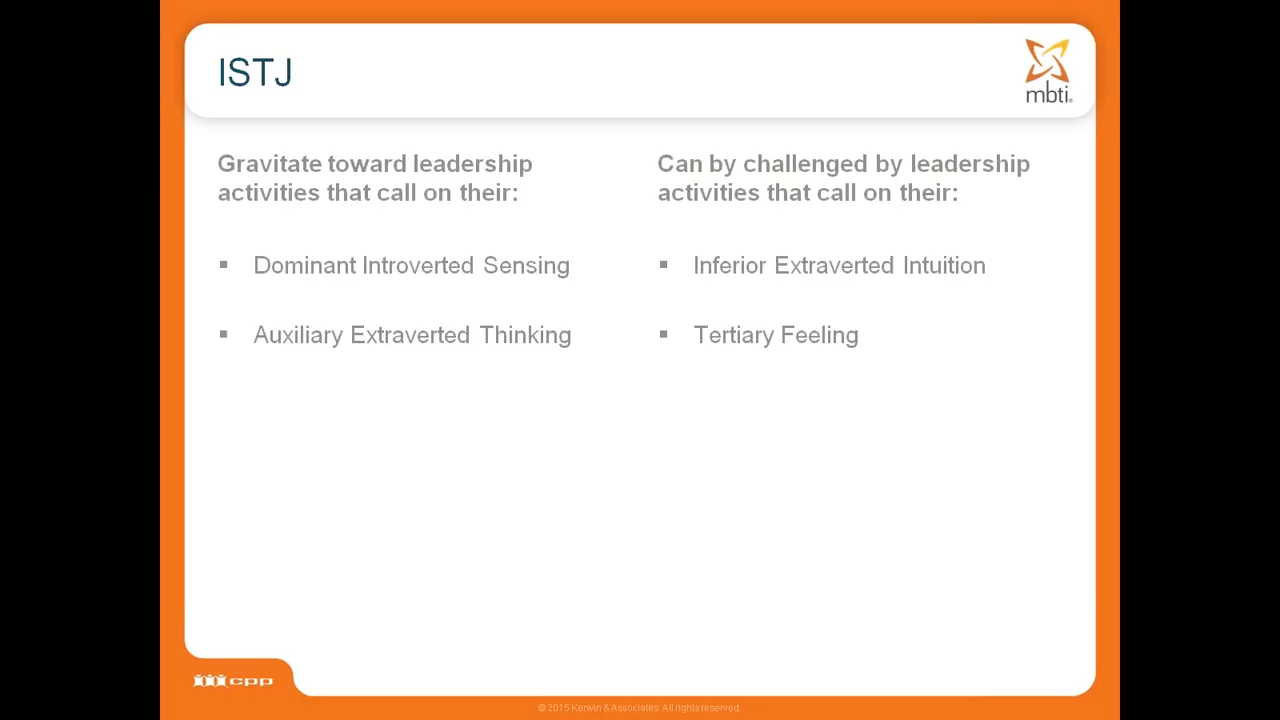 ISTJ
mbti®
Gravitate toward leadership
activities that call on their:
▪ Dominant Introverted Sensing
▪ Auxiliary Extraverted Thinking
Can by challenged by leadership
activities that call on their:
▪ Inferior Extraverted Intuition
▪ Tertiary Feeling
cpp
© 2015 Kerwin & Associates. All rights reserved.